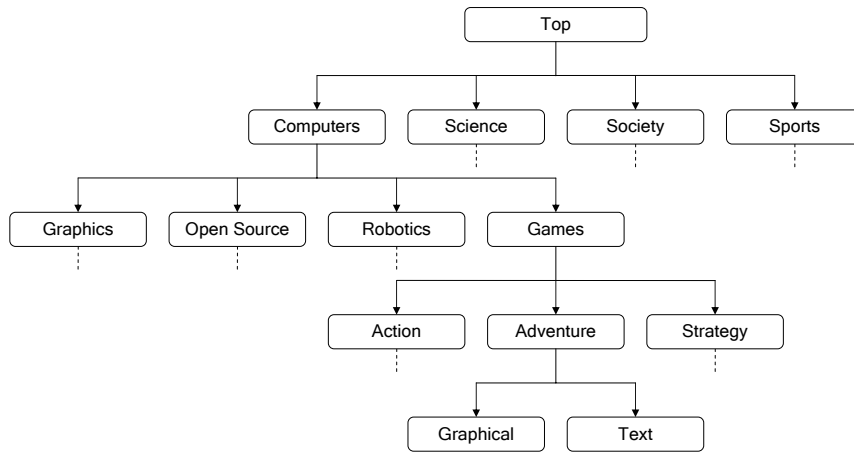 Top
Computers
Science
Society
Sports
Graphics
Open Source
Robotics
Games
Action
Adventure
Strategy
Graphical
Text